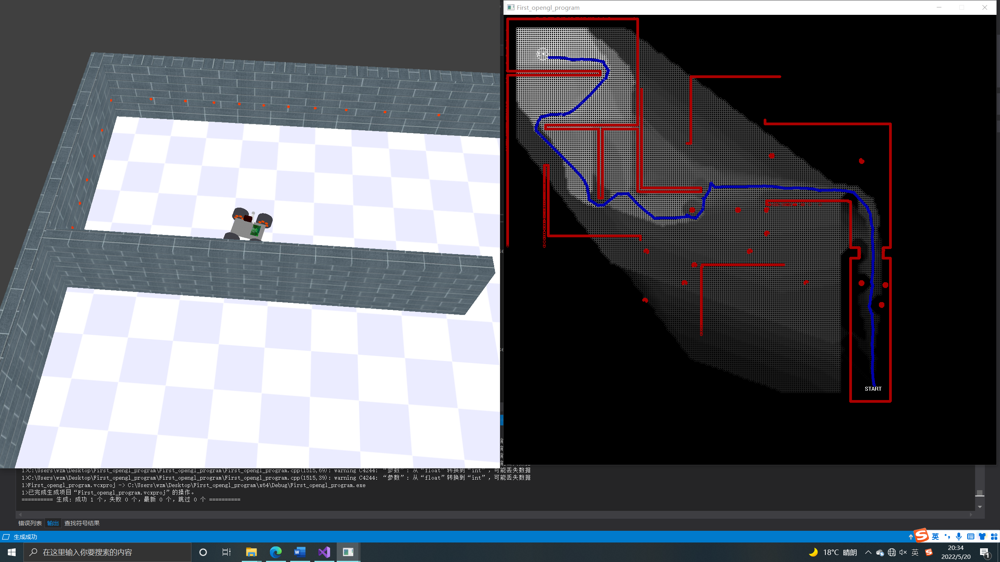 First_opengl_program
START
1>C:\Users\wzm\Desktop\First_opengl_program\First_opengl_program\First_opengl_program.cpp(1515,69): warning C4244: “参数”: 从“float”转换到“int”，可能丢失数据
1>C:\Users\wzm\Desktop\First_opengl_program\First_opengl_program\First_opengl_program.cpp(1515,39): warning C4244: “参数”: 从“float”转换到“int”，可能丢失数据
1>First_opengl_program.vcxproj -> C:\Users\wzm\Desktop\First_opengl_program\x64\Debug\First_opengl_program.exe
1>已完成生成项目“First_opengl_program.vcxproj”的操作。
========== 生成: 成功 1 个，失败 0 个，最新 0 个，跳过 0 个 ==========
错误列表 输出 查找符号结果
生成成功
英
在这里输入你要搜索的内容
18°C 晴朗
英
20:34
2022/5/20
1